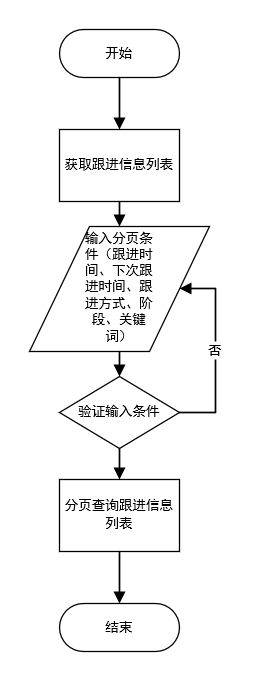 开始
获取跟进信息列表
输入分页条
件（跟进时
间、下次跟
进时间、跟
进方式、阶
段、关键
词）
否
验证输入条件
分页查询跟进信息
列表
结束